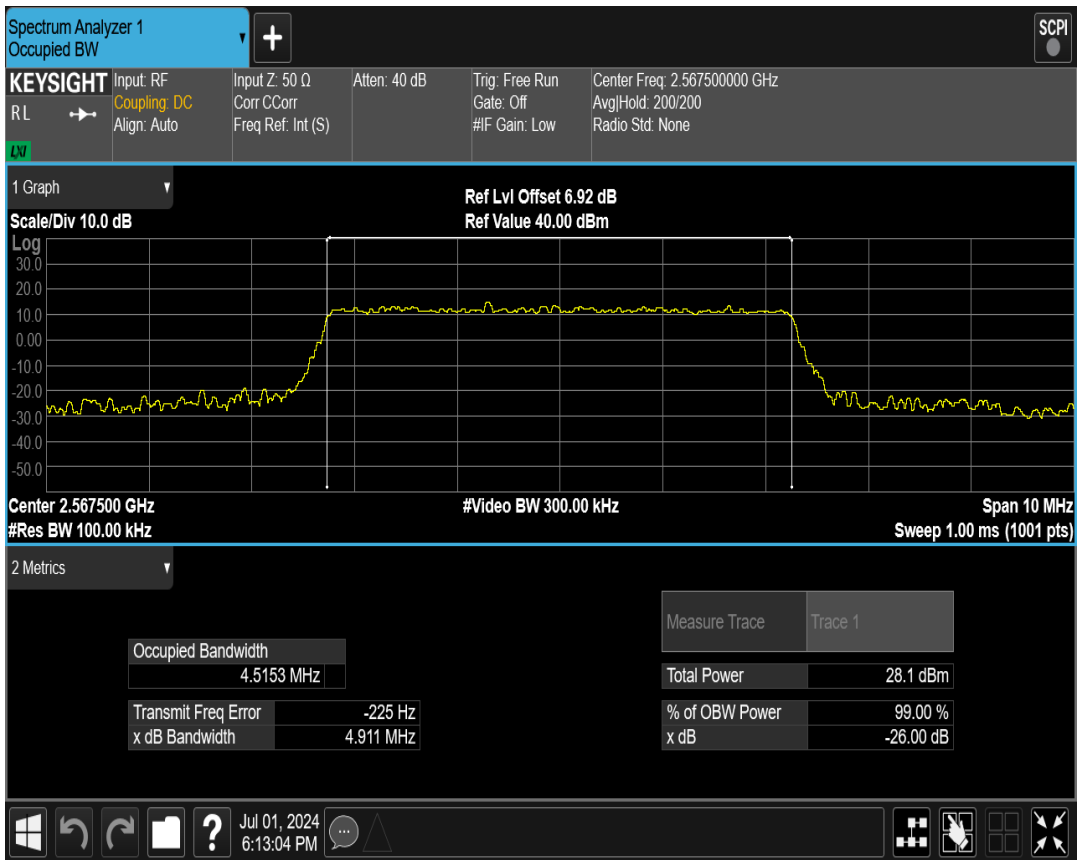 Spectrum Analyzer 1
Occupied BW
+
SCPI
KEYSIGHT
RL
LXI
Input: RF
Coupling: DC
Align: Auto
Input Z: 50 Ω
Corr CCorr
Freq Ref: Int (S)
Atten: 40 dB
Trig: Free Run
Gate: Off
#IF Gain: Low
Center Freq: 2.567500000 GHz
Avg|Hold: 200/200
Radio Std: None
1 Graph
Scale/Div 10.0 dB
Ref Lvl Offset 6.92 dB
Ref Value 40.00 dBm
Log
30.0
20.0
10.0
0.00
-10.0
-20.0
-30.0
-40.0
-50.0
Center 2.567500 GHz
#Video BW 300.00 kHz
Span 10 MHz
#Res BW 100.00 kHz
Sweep 1.00 ms (1001 pts)
2 Metrics
Measure Trace Trace 1
Occupied Bandwidth
4.5153 MHz
Total Power 28.1 dBm
Transmit Freq Error -225 Hz
% of OBW Power 99.00 %
x dB Bandwidth 4.911 MHz
x dB -26.00 dB
?
Jul 01, 2024
6:13:04 PM